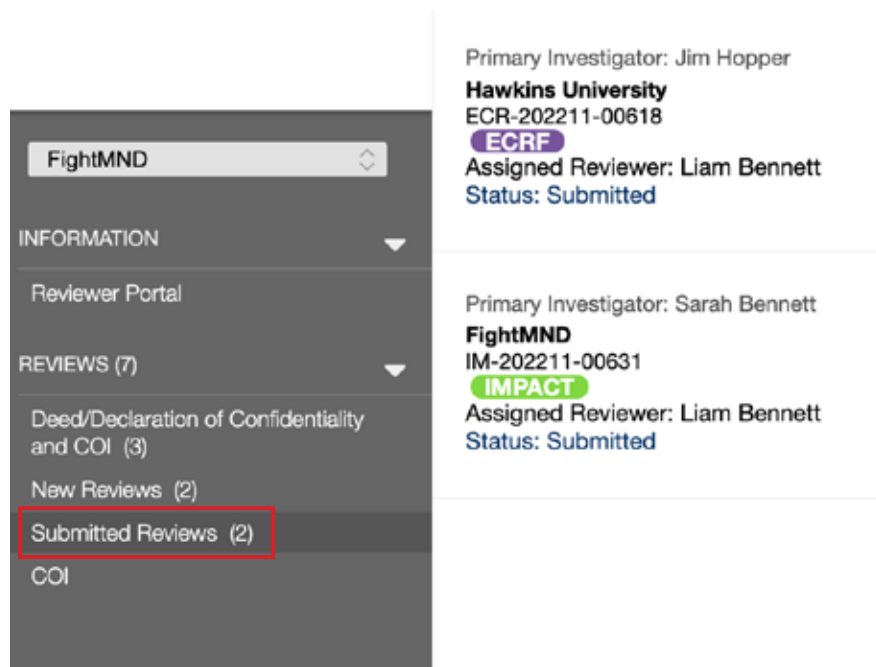 FightMND
INFORMATION
Reviewer Portal
REVIEWS (7)
Deed/Declaration of Confidentiality
and COI (3)
New Reviews (2)
Submitted Reviews (2)
COI
Primary Investigator: Jim Hopper
Hawkins University
ECR-202211-00618
ECRF
Assigned Reviewer: Liam Bennett
Status: Submitted
Primary Investigator: Sarah Bennett
FightMND
IM-202211-00631
IMPACT
Assigned Reviewer: Liam Bennett
Status: Submitted